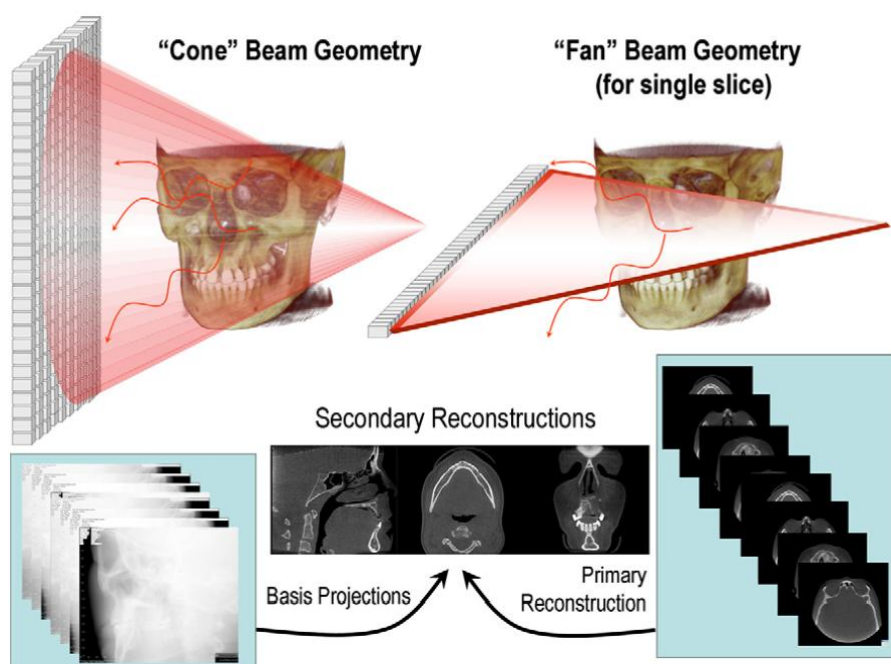 “Cone” Beam Geometry
“Fan” Beam Geometry
(for single slice)
Secondary Reconstructions
Basis Projections
Primary
Reconstruction